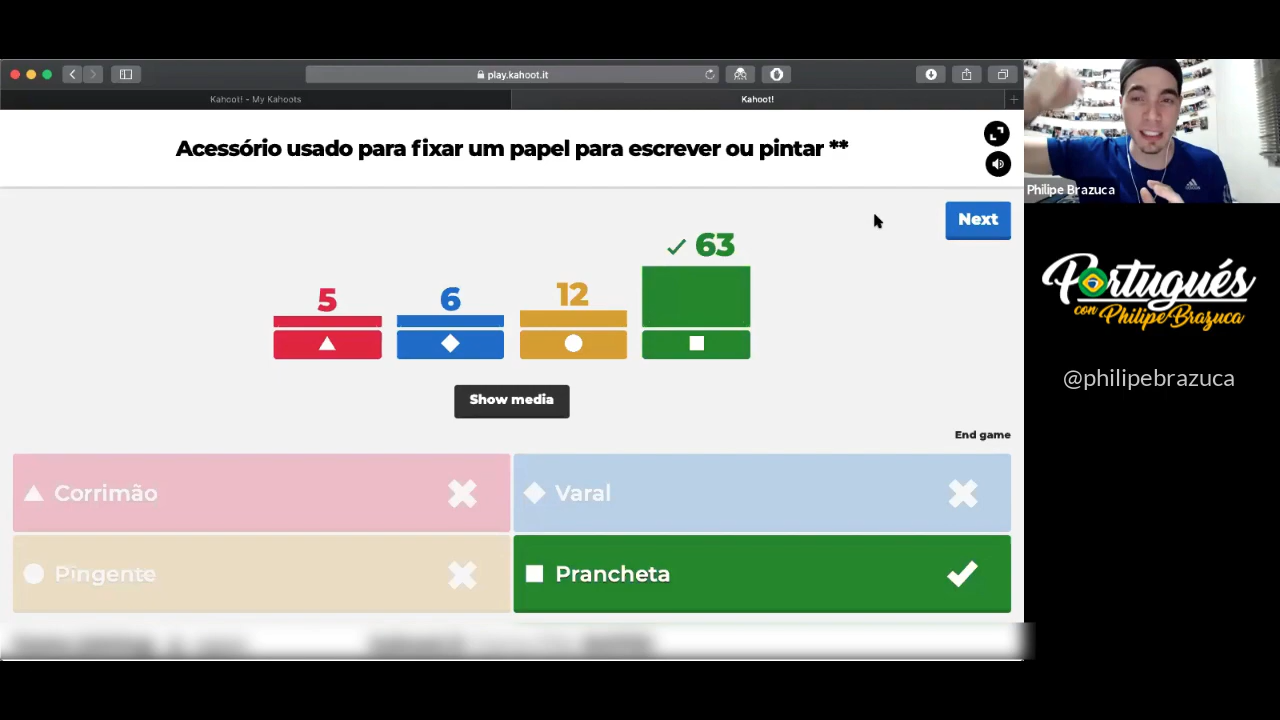 play.kahoot.it
Kahoot! - My Kahoots
Kahoot!
Acessório usado para fixar um papel para escrever ou pintar **
Philipe Brazuca
Next
5
6
12
63
Show media
End game
Corrimão
Varal
Pingente
Prancheta
Portugués
con Philipe Brazuca
@philipebrazuca